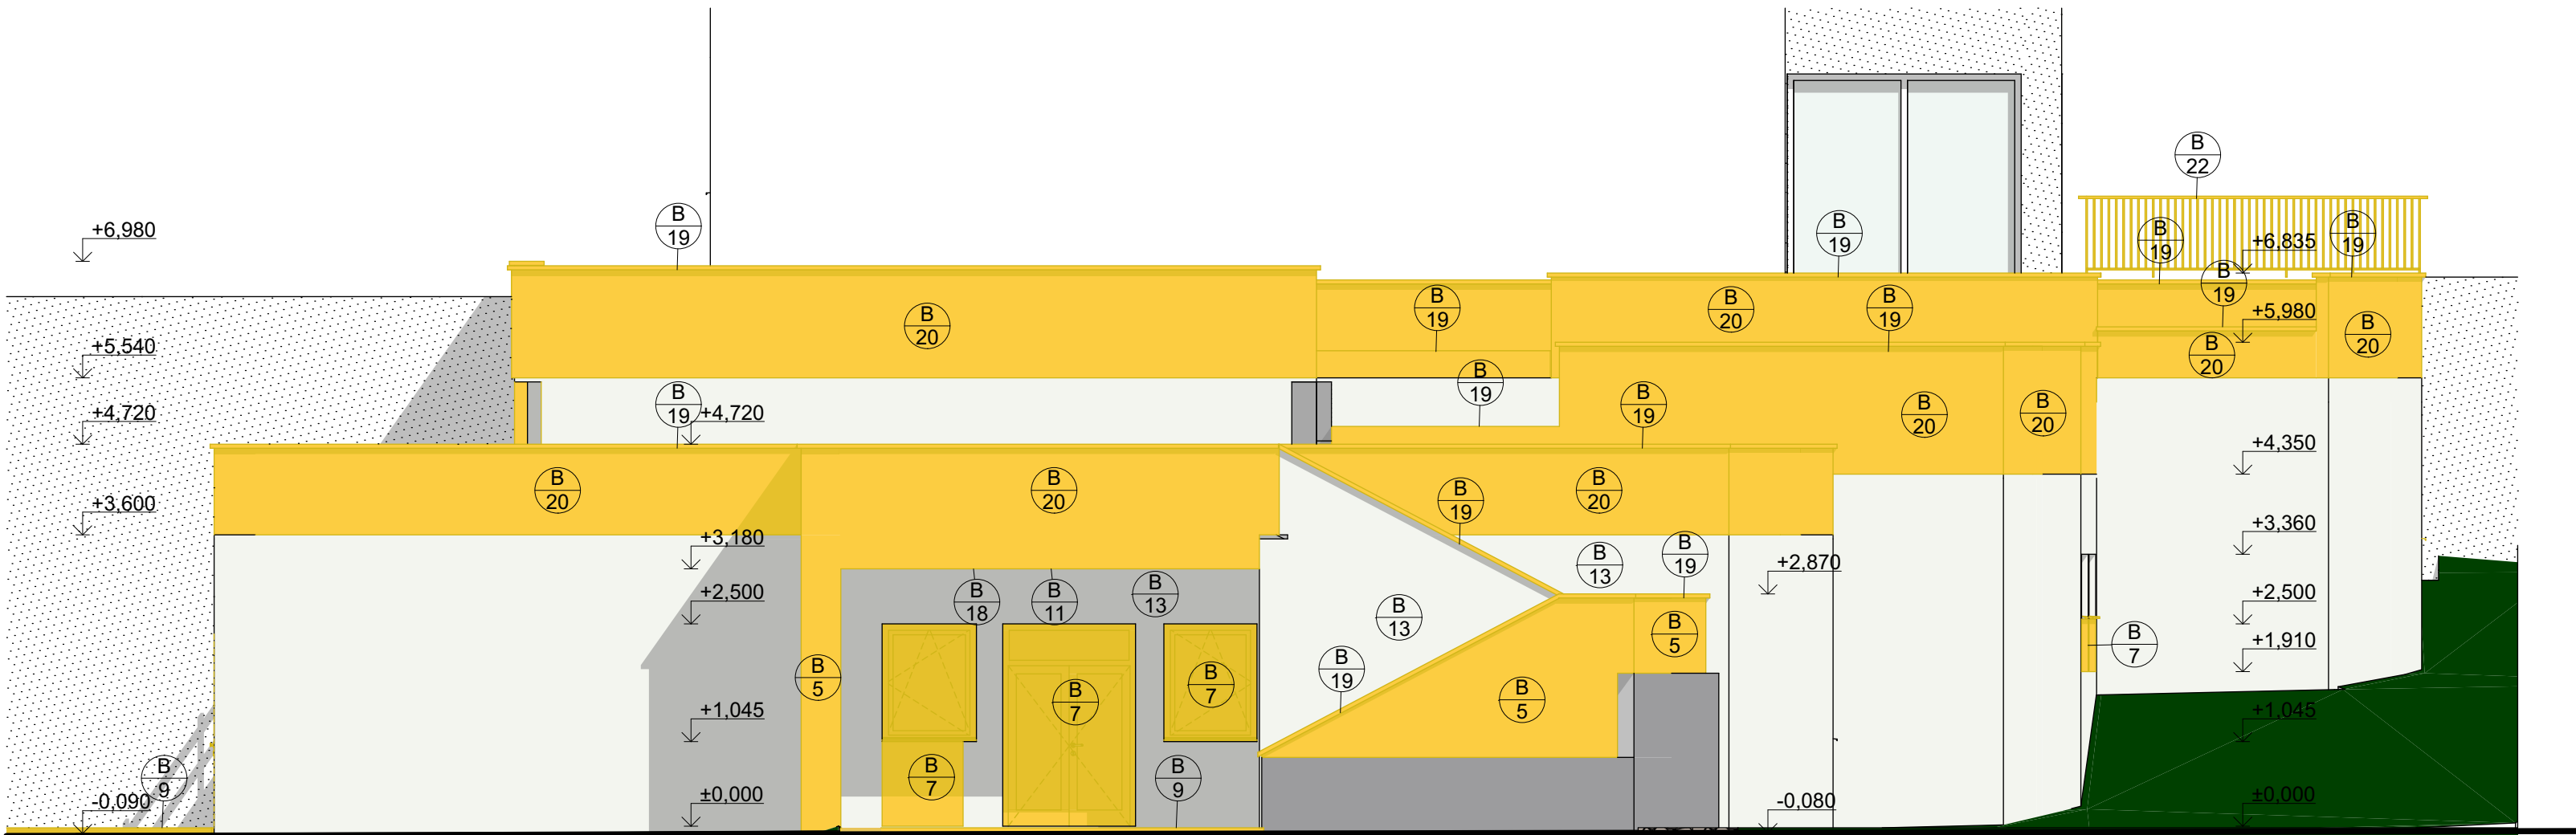 B
22
B
19
+6,980
B
19
B
19
+6,835
B
19
B
19
B
20
B
19
B
20
B
19
+5,980
B
20
B
20
+5,540
B
19
B
19
+4,720
+4,720
B
19
B
20
B
20
+4,350
B
20
B
20
B
19
B
20
+3,600
+3,180
+3,360
B
19
B
13
+2,870
+2,500
B
18
B
11
B
13
+2,500
B
13
B
5
+1,910
B
7
B
5
B
19
B
7
B
7
B
5
+1,045
+1,045
B
9
B
7
B
9
-0,090
±0,000
-0,080
±0,000